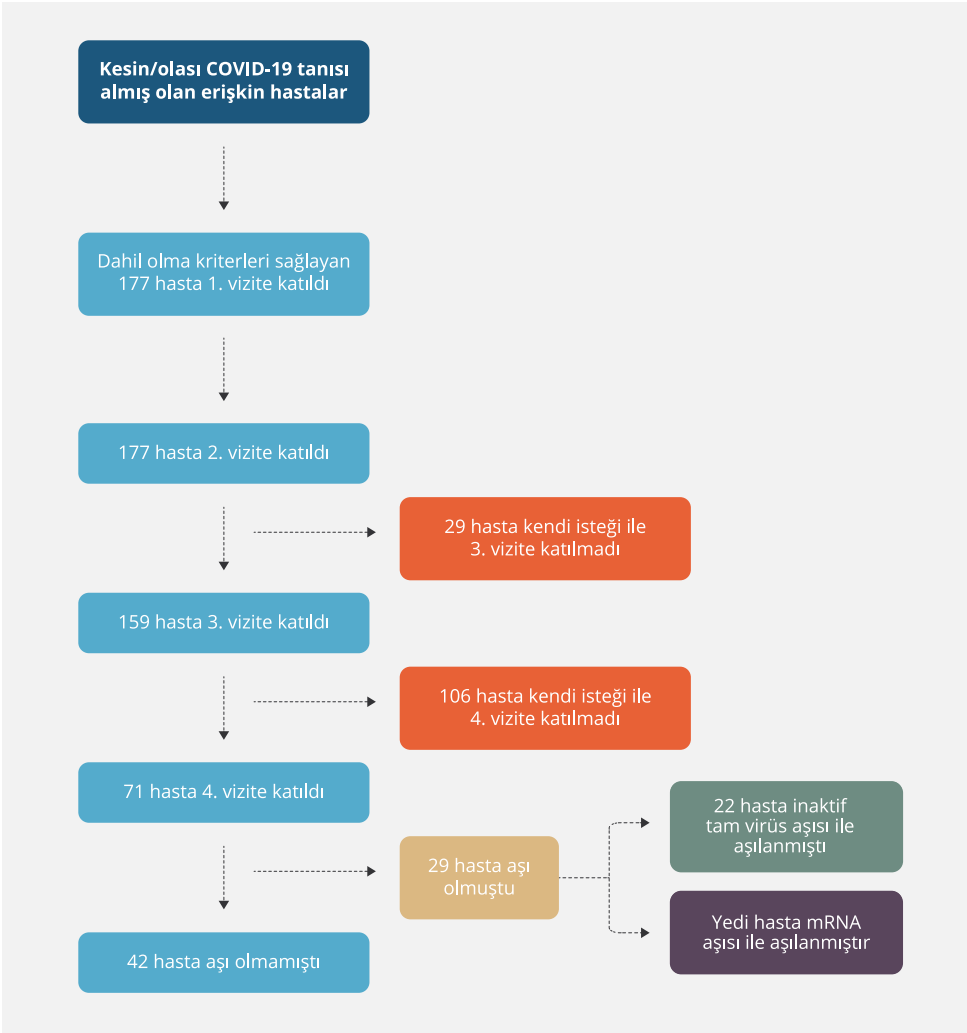 Kesin/olası COVID-19 tanısı
almış olan erişkin hastalar
Dahil olma kriterleri sağlayan
177 hasta 1. vizite katıldı
177 hasta 2. vizite katıldı
29 hasta kendi isteği ile
3. vizite katılmadı
159 hasta 3. vizite katıldı
106 hasta kendi isteği ile
4. vizite katılmadı
71 hasta 4. vizite katıldı
22 hasta inaktif
tam virüs aşısı ile
aşılanmıştı
29 hasta aşı
olmuştu
Yedi hasta mRNA
aşısı ile aşılanmıştır
42 hasta aşı olmamıştı